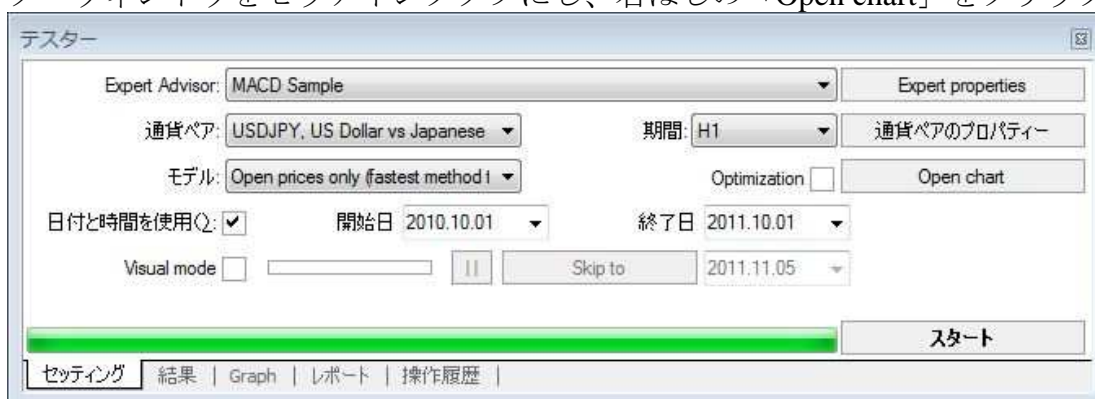 「Open chart」を
テスター
Expert Advisor: MACD Sample Expert properties
通貨ペア: USDJPY, US Dollar vs Japanese 期間: H1 通貨ペアのプロパティー
モデル: Open prices only (fastest method t Optimization Open chart
日付と時間を使用(): 開始日 2010.10.01 終了日 2011.10.01
Visual mode Skip to 2011.11.05
スタート
セッティング | 結果 | Graph | レポート | 操作履歴 |